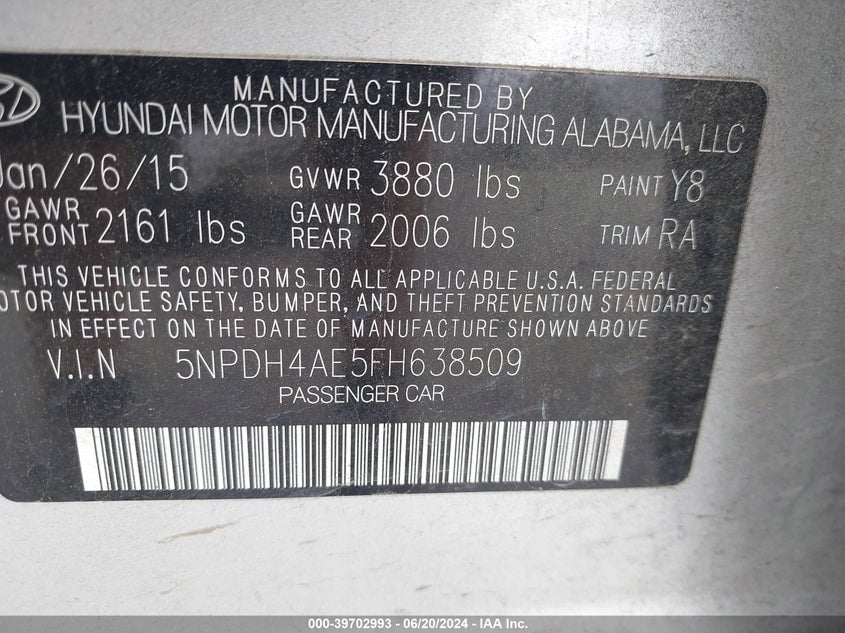 MANUFACTURED BY
HYUNDAI MOTOR MANUFACTURING ALABAMA, LLC
Jan/26/15 GVWR 3880 lbs PAINT Y8
GAWR FRONT 2161 lbs GAWR REAR 2006 lbs TRIM RA
THIS VEHICLE CONFORMS TO ALL APPLICABLE U.S.A. FEDERAL
MOTOR VEHICLE SAFETY, BUMPER, AND THEFT PREVENTION STANDARDS
IN EFFECT ON THE DATE OF MANUFACTURE SHOWN ABOVE
V.I.N 5NPDH4AE5FH638509
PASSENGER CAR
000-39702993 / 06/20/2024 - IAA Inc.